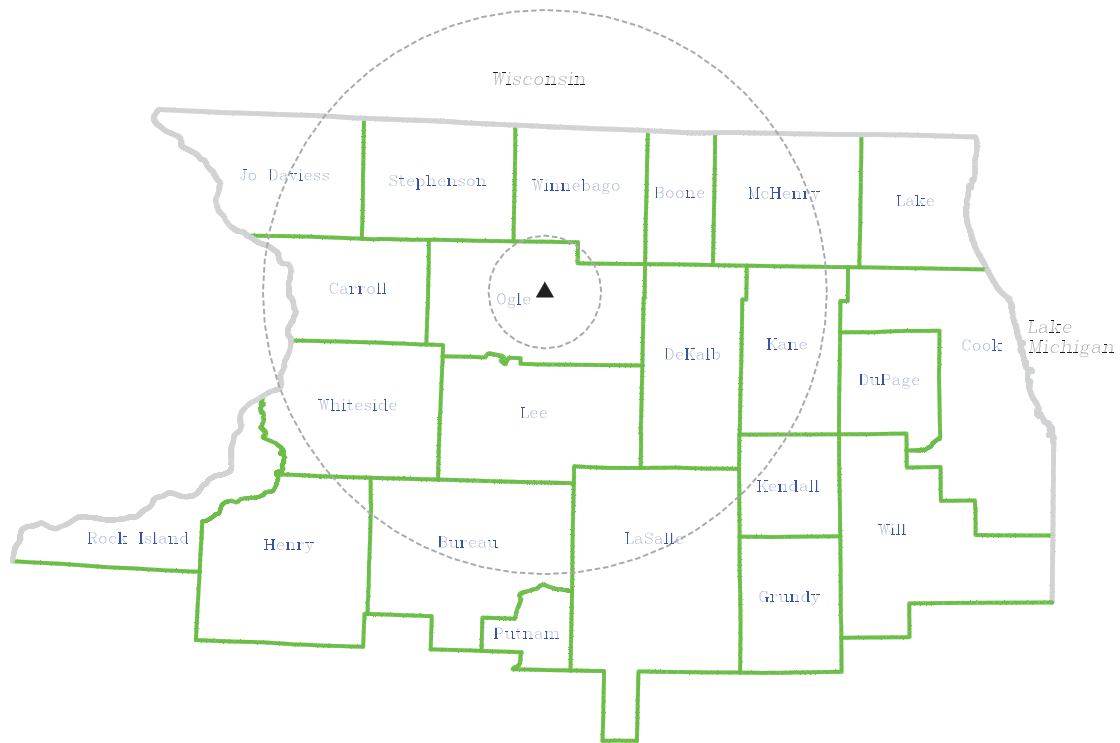 Wisconsin
Jo Daviess
Stephenson
Winnebago
Boone
McHenry
Lake
Carroll
Ogle
Lake
Michigan
DeKalb
Kane
Cook
DuPage
Whiteside
Lee
Kendall
Rock Island
Henry
Bureau
LaSalle
Will
Grundy
Putnam